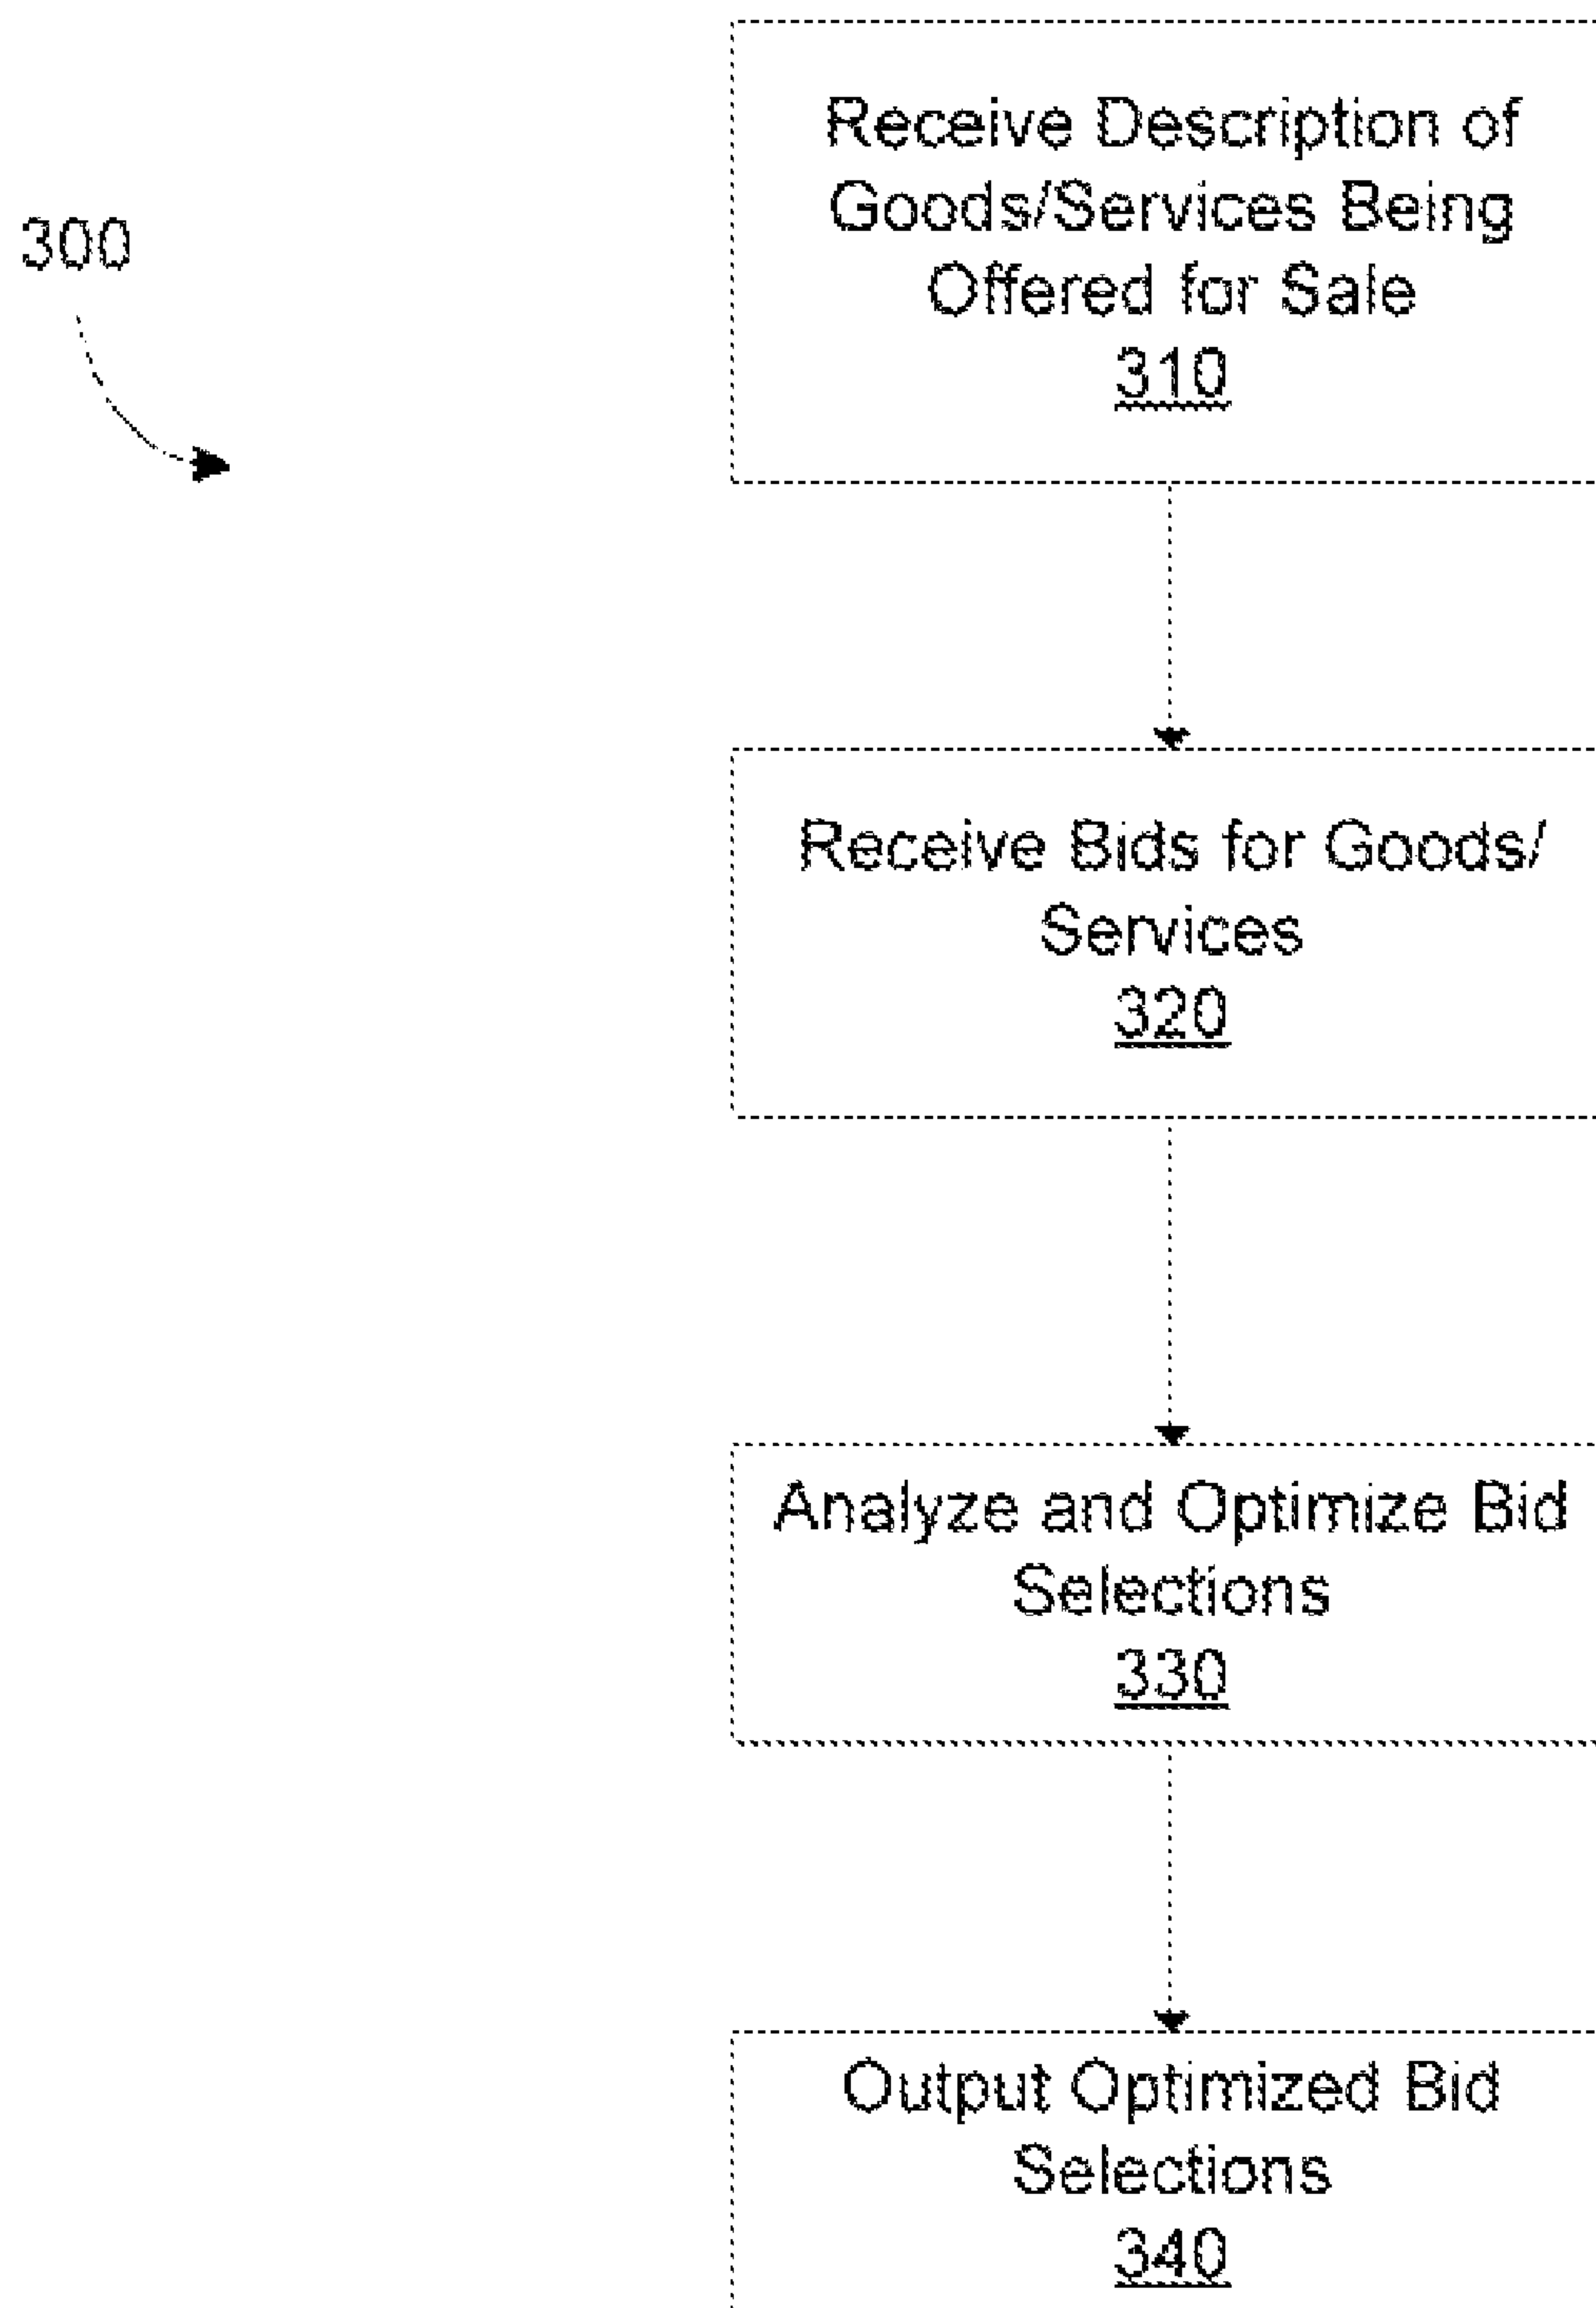 300
Receive Description of
Goods/Services Being
Offered for Sale
310
Receive Bids for Goods/
Services
320
Analyze and Optimize Bid
Selections
330
Output Optimized Bid
Selections
340